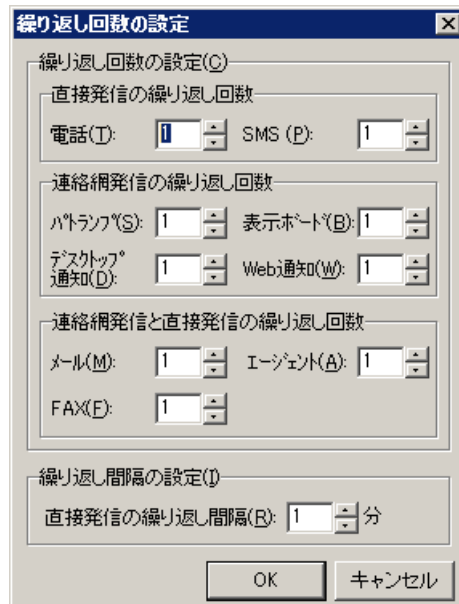 繰り返し回数の設定
繰り返し回数の設定(C)
直接発信の繰り返し回数
電話(T): 1 SMS (P): 1
連絡網発信の繰り返し回数
ﾊﾟﾄﾗﾝﾌﾟ(S): 1 表示ﾎﾞｰﾄﾞ(B): 1
ﾃﾞｽｸﾄｯﾌﾟ
通知(D): 1 Web通知(W): 1
連絡網発信と直接発信の繰り返し回数
ﾒｰﾙ(M): 1 ｴｰｼﾞｪﾝﾄ(A): 1
FAX(F): 1
繰り返し間隔の設定(I)
直接発信の繰り返し間隔(R): 1 分
OK キャンセル